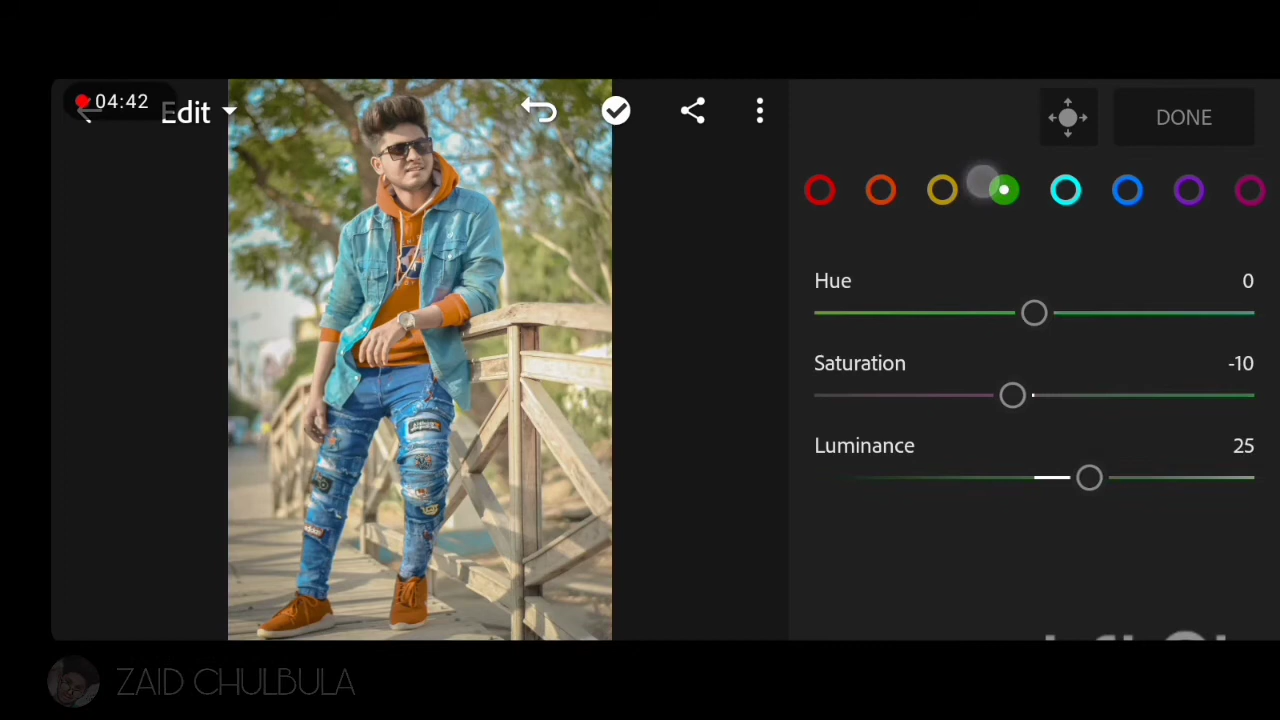 04:42
Edit
DONE
Hue 0
Saturation -10
Luminance 25
ZAID CHULBULA